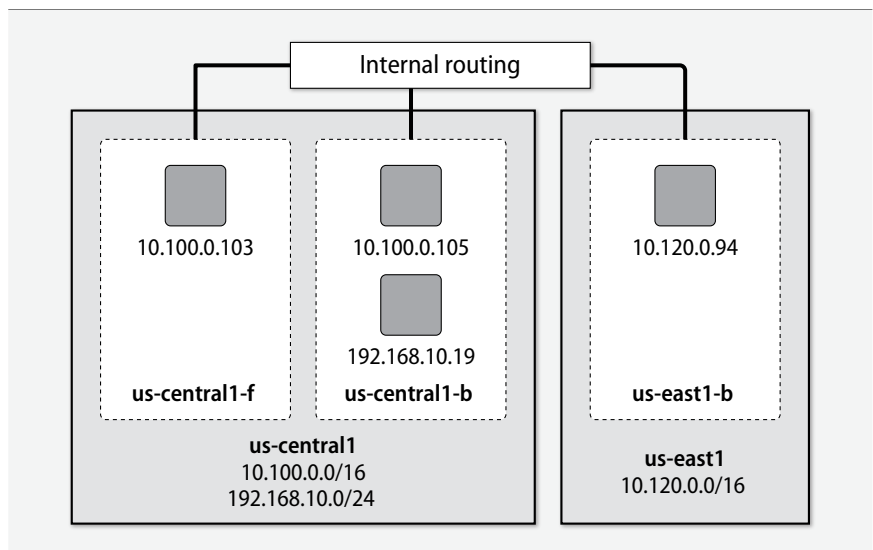 Internal routing
10.100.0.103
10.100.0.105
192.168.10.19
us-central1-f
us-central1-b
us-central1
10.100.0.0/16
192.168.10.0/24
10.120.0.94
us-east1-b
us-east1
10.120.0.0/16